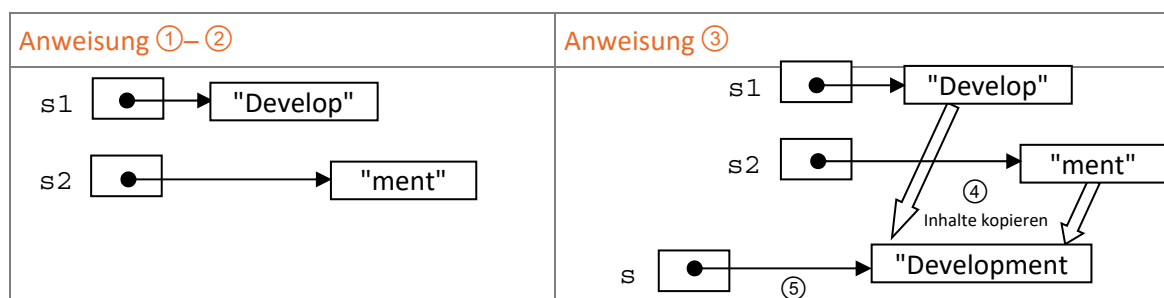 Anweisung ①– ②
Anweisung ③
s1 "Develop"
s2 "ment"
s1 "Develop"
s2 "ment"
④
Inhalte kopieren
s "Development
⑤